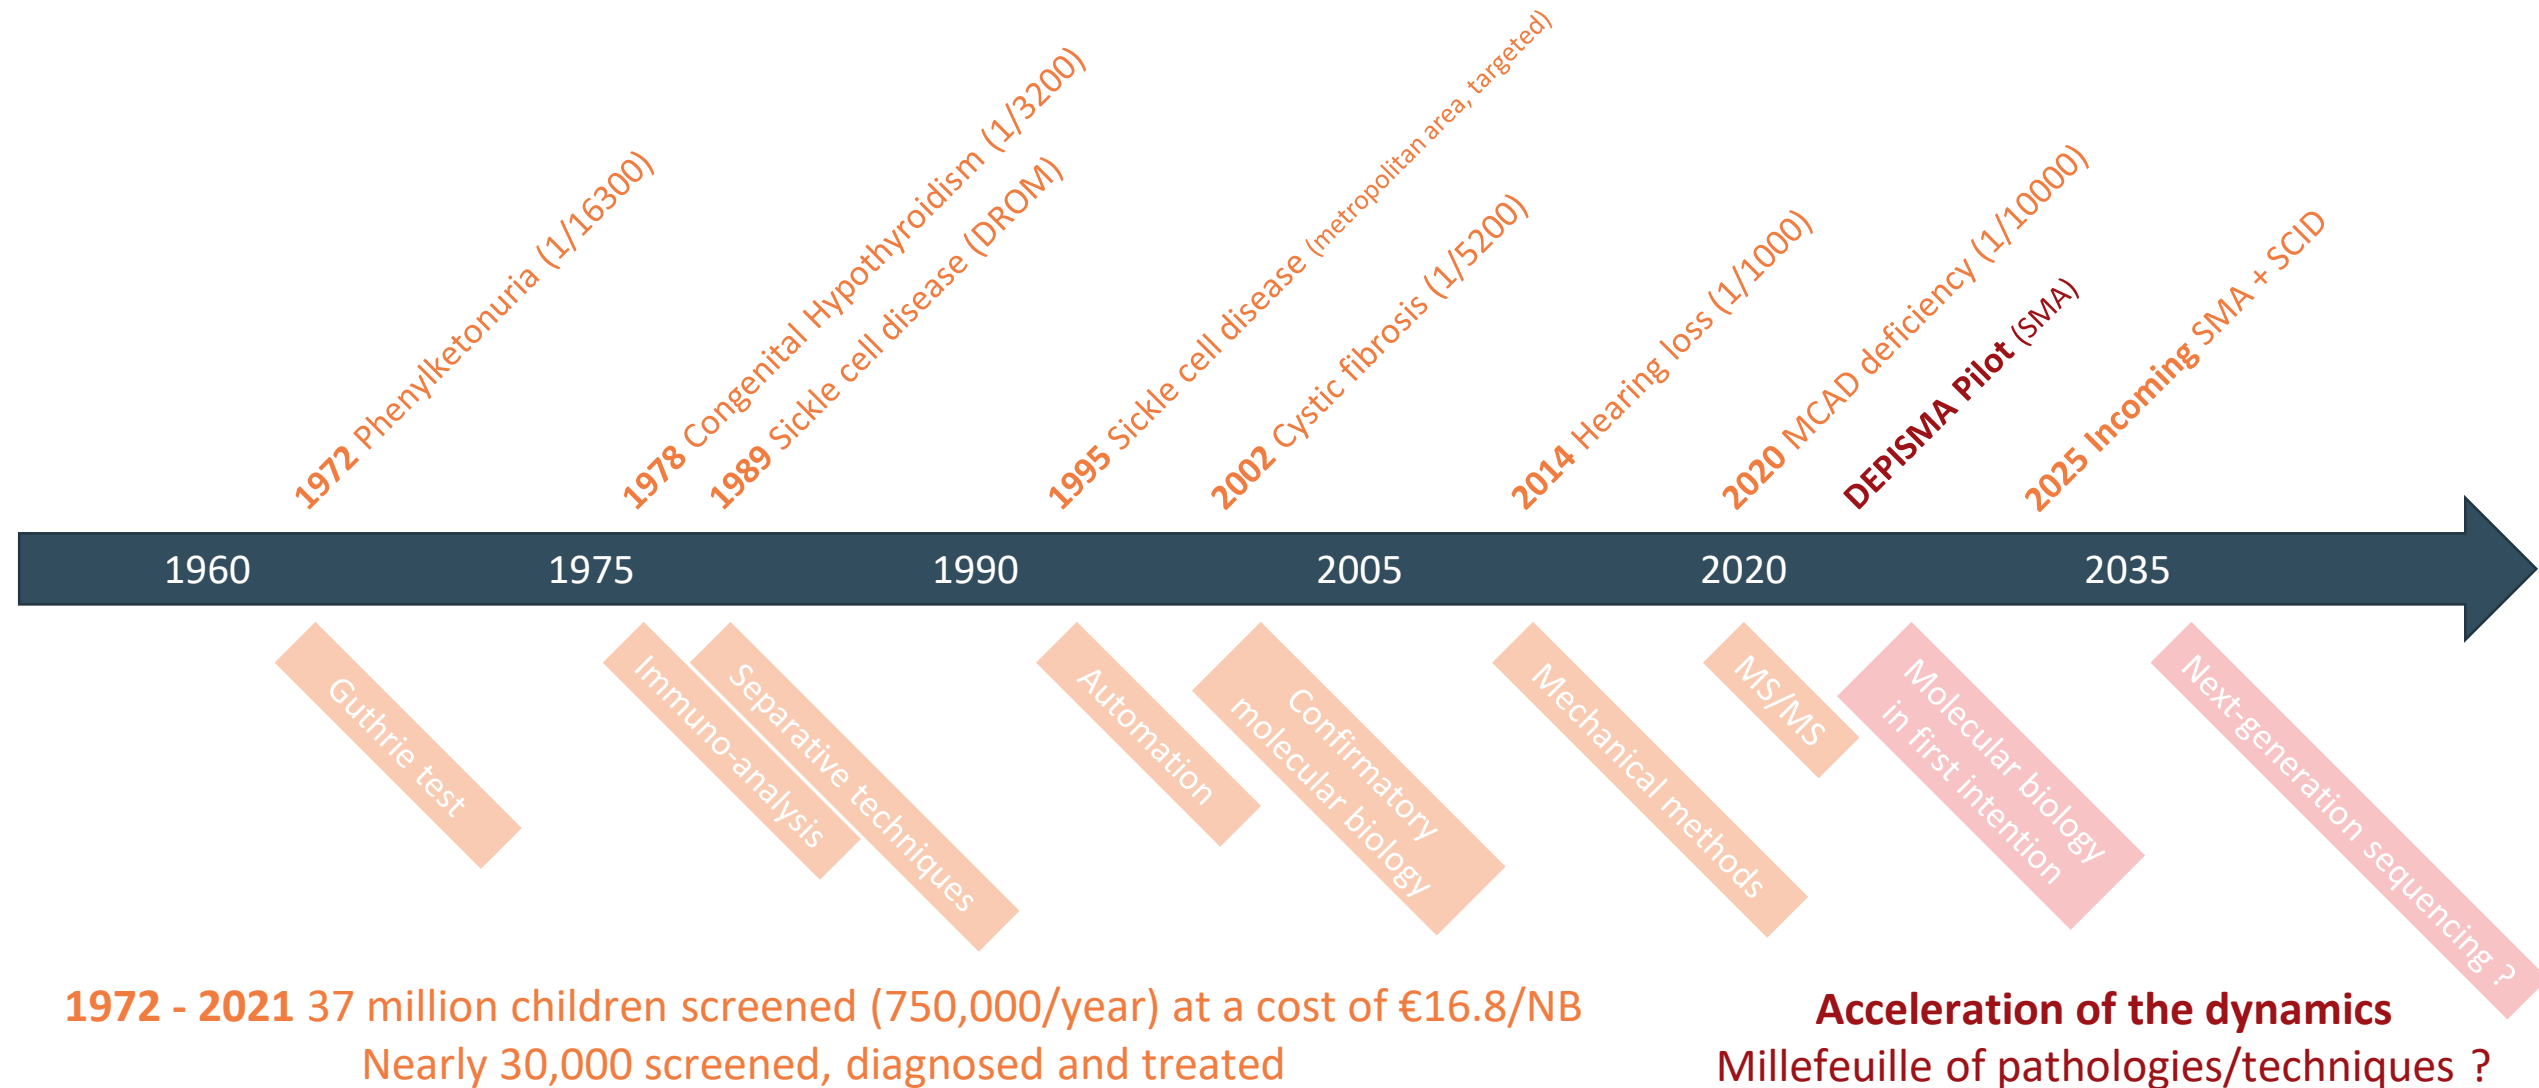 1972 Phenylketonuria (1/16300)
1978 Congenital Hypothyroidism (1/3200)
1989 Sickle cell disease (DROM)
1995 Sickle cell disease (metropolitan area, targeted)
2002 Cystic fibrosis (1/5200)
2014 Hearing loss (1/1000)
2020 MCAD deficiency (1/10000)
DEPISMA Pilot (SMA)
2025 Incoming SMA + SCID
1960
1975
1990
2005
2020
2035
Guthrie test
Immuno-analysis
Separative techniques
Automation
Confirmatory
molecular biology
Mechanical methods
MS/MS
Molecular biology
in first intention
Next-generation sequencing ?
1972 - 2021 37 million children screened (750,000/year) at a cost of €16.8/NB
Nearly 30,000 screened, diagnosed and treated
Acceleration of the dynamics
Millefeuille of pathologies/techniques ?